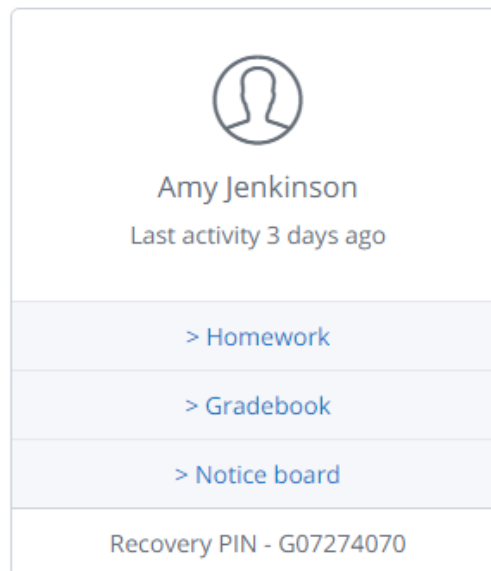 Amy Jenkinson
Last activity 3 days ago
> Homework
> Gradebook
> Notice board
Recovery PIN - G07274070